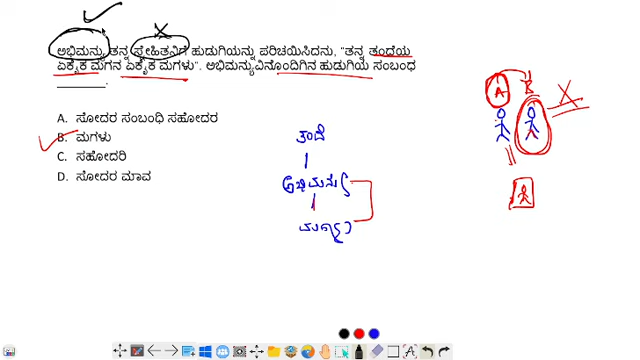 ಅಭಿಮನ್ಯು ತನ್ನ ಸ್ನೇಹಿತನಿಗೆ ಹುಡುಗಿಯನ್ನು ಪರಿಚಯಿಸಿದನು, "ತನ್ನ ತಂದೆಯ
ಏಕೈಕ ಮಗನ ಏಕೈಕ ಮಗಳು". ಅಭಿಮನ್ಯುವಿನೊಂದಿಗಿನ ಹುಡುಗಿಯ ಸಂಬಂಧ
________.
A. ಸೋದರ ಸಂಬಂಧಿ ಸಹೋದರ
B. ಮಗಳು
C. ಸಹೋದರಿ
D. ಸೋದರ ಮಾವ
ತಂದೆ
ಅಭಿಮನ್ಯು
ಮಗಳು
A B